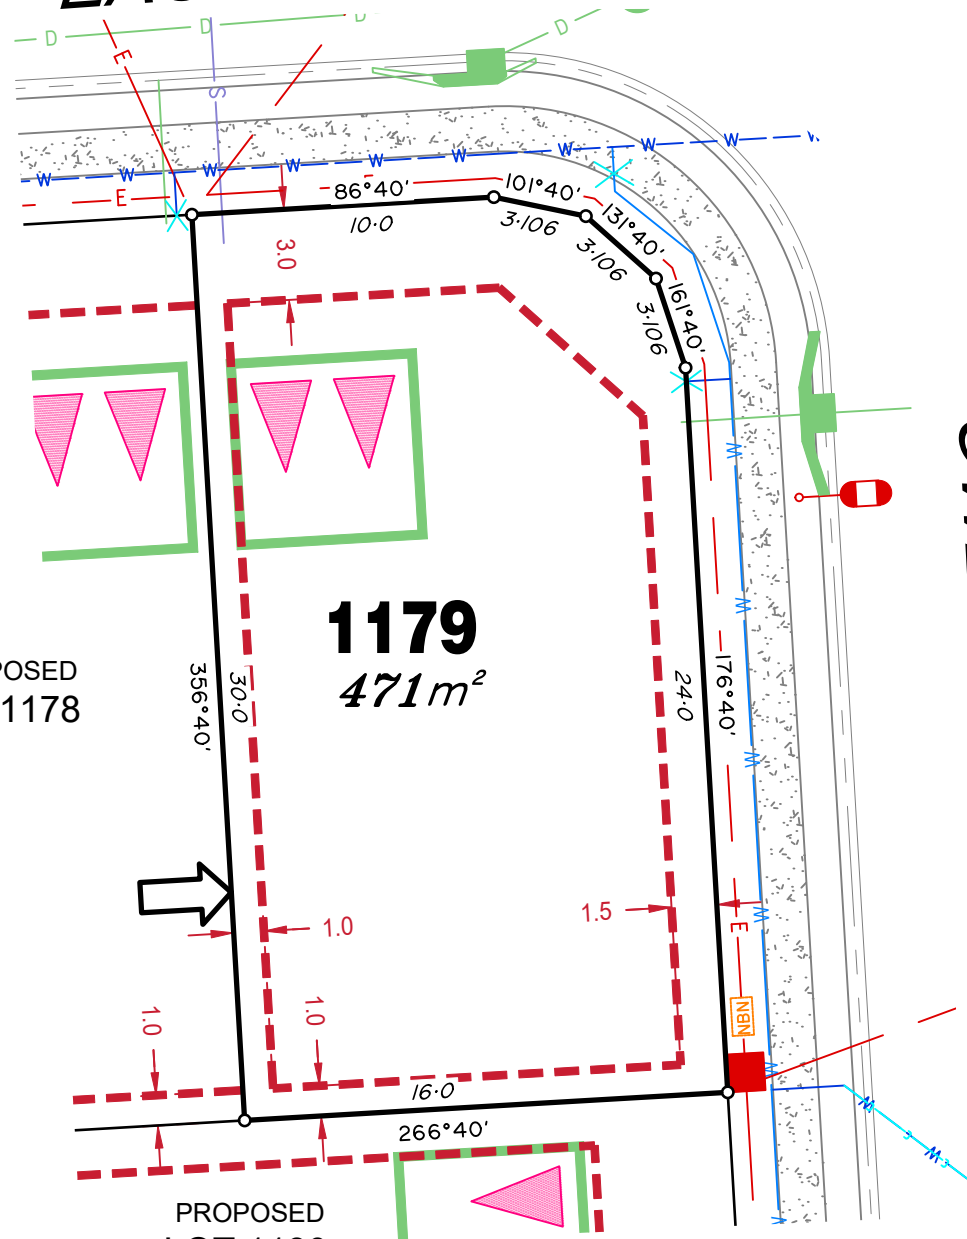 D
D
D
D
E
S
W
W
W
W
W
W
W
W
W
E
86°40'
10·0
101°40'
3·106
131°40'
3·106
161°40'
3·106
3.0
W
W
W
W
W
W
1179
471m²
POSED
1178
356°40'
30·0
24·0
176°40'
1.0
1.5
E
1.0
1.0
NBN
16·0
266°40'
W
W
PROPOSED